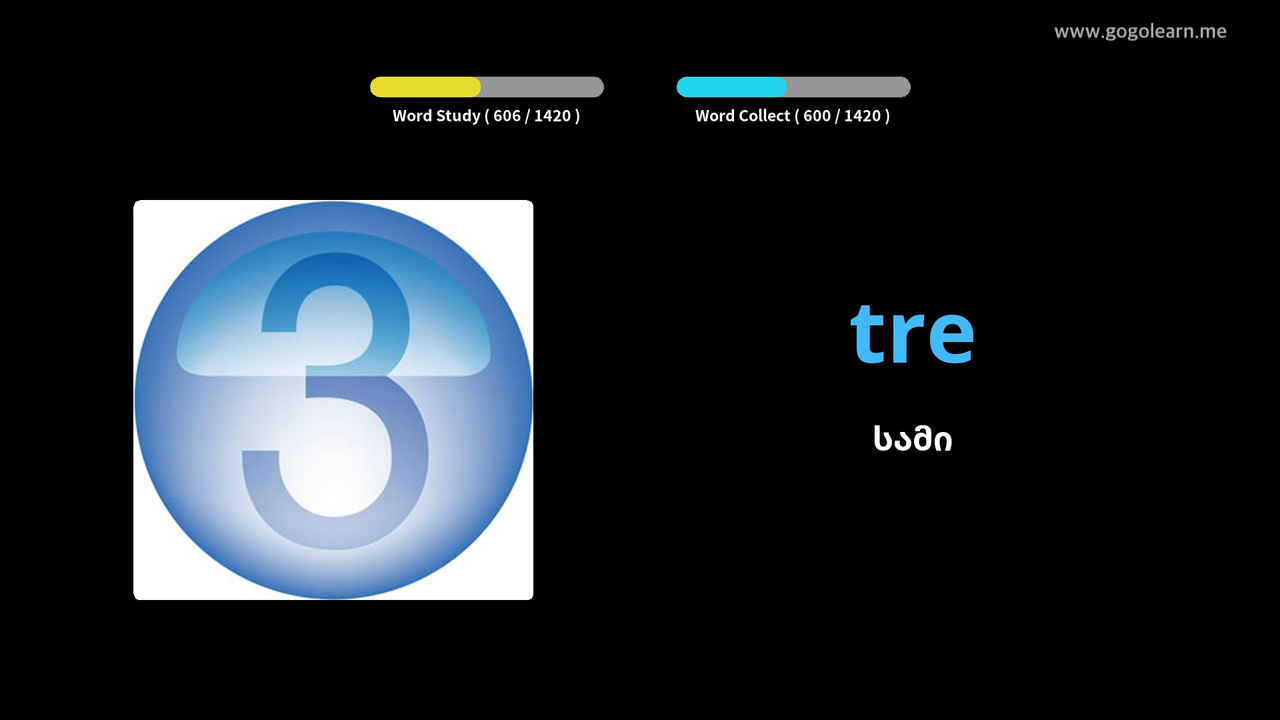 www.gogolearn.me
Word Study ( 606 / 1420 )
Word Collect ( 600 / 1420 )
3
tre
სამი